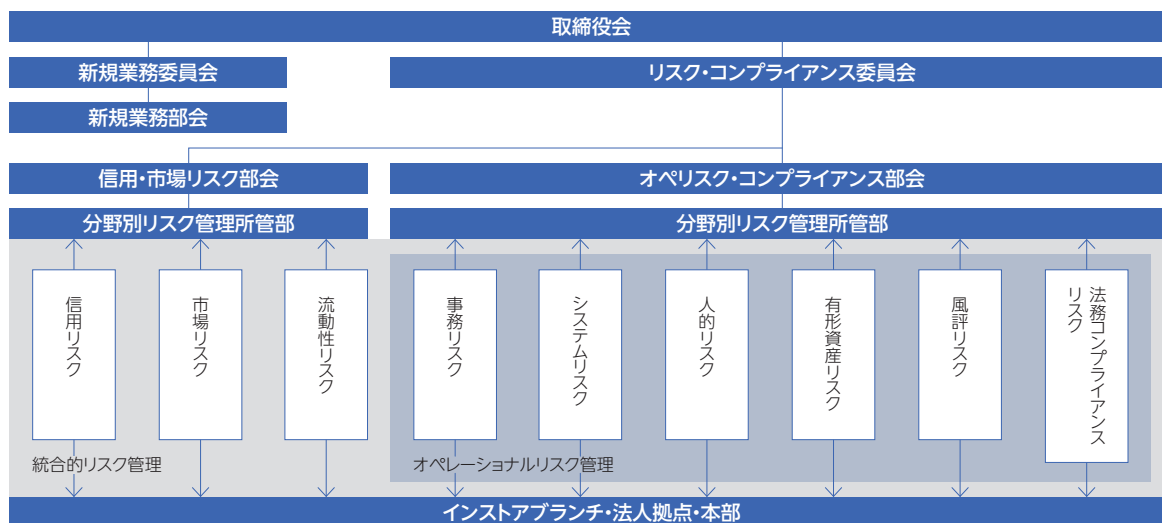 取締役会
新規業務委員会
リスク・コンプライアンス委員会
新規業務部会
信用・市場リスク部会
オペリスク・コンプライアンス部会
分野別リスク管理所管部
分野別リスク管理所管部
信用リスク
市場リスク
流動性リスク
事務リスク
システムリスク
人的リスク
有形資産リスク
風評リスク
法務コンプライアンス
リスク
統合的リスク管理
オペレーショナルリスク管理
インストアブランチ・法人拠点・本部